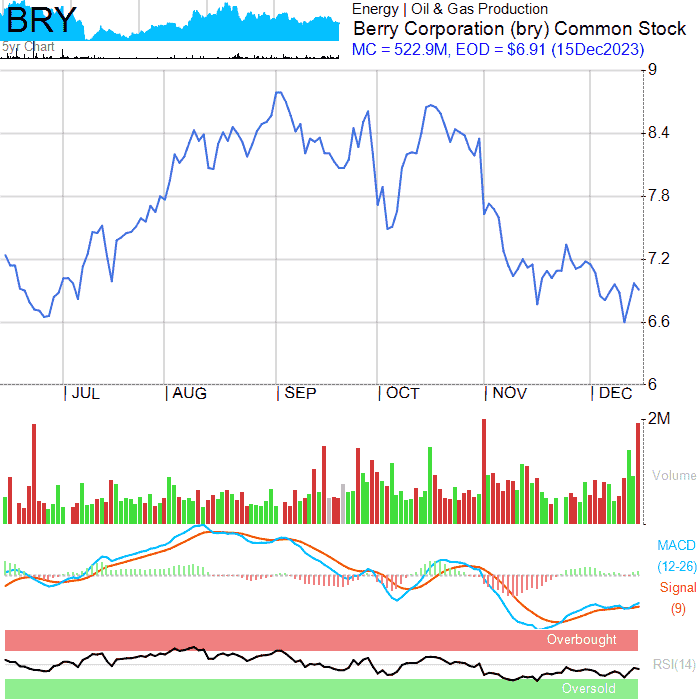 BRY
5yr Chart
Energy | Oil & Gas Production
Berry Corporation (bry) Common Stock
MC = 522.9M, EOD = $6.91 (15Dec2023)
9
8.4
7.8
7.2
6.6
6
| JUL | AUG | SEP | OCT | NOV | DEC
2M
Volume
MACD
(12-26)
Signal
(9)
Overbought
RSI(14)
Oversold